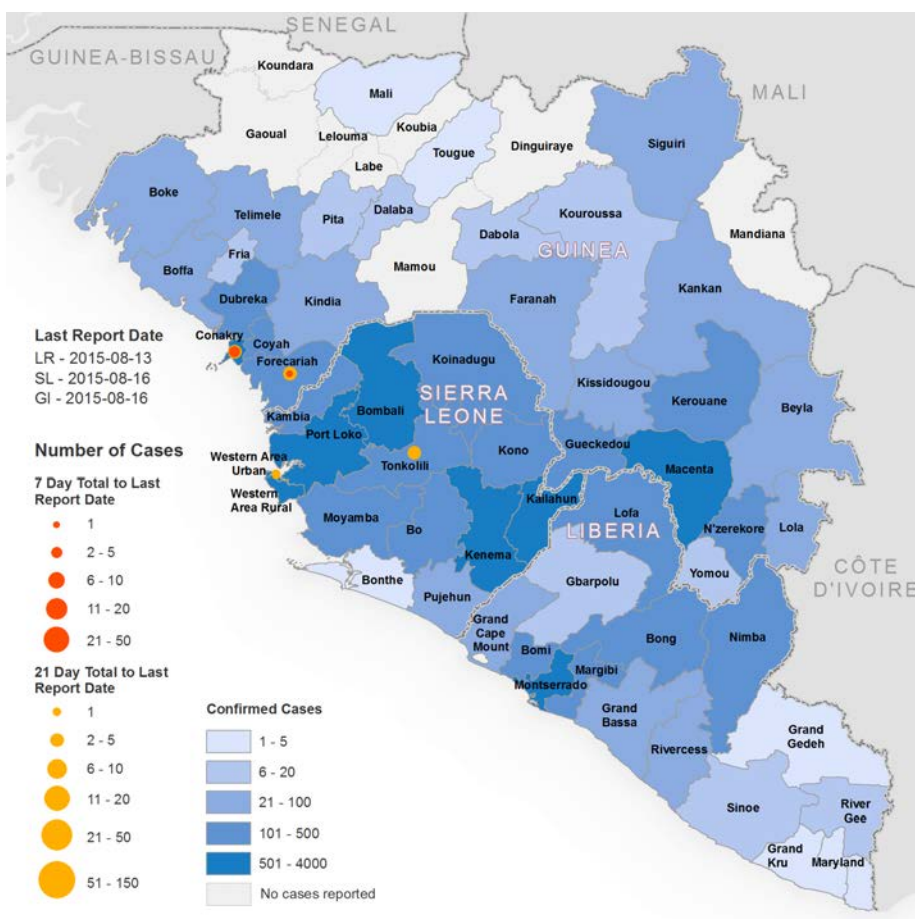 SENEGAL
GUINEA-BISSAU
Koundara
Mali
MALI
Gaoual
Lelouma
Koubia
Labe
Tougue
Dinguiraye
Siguiri
Boke
Telimele
Pita
Dalaba
Kouroussa
Mandiana
Fria
Dabola
GUINEA
Boffa
Mamou
Dubreka
Kindia
Faranah
Kankan
Last Report Date
LR - 2015-08-13
SL - 2015-08-16
GI - 2015-08-16
Conakry
Coyah
Forecariah
Koinadugu
Kissidougou
SIERRA
LEONE
Kerouane
Beyla
Kambia
Bombali
Port Loko
Number of Cases
Western Area
Urban
Tonkolili
Kono
Gueckedou
Macenta
7 Day Total to Last
Report Date
1
2 - 5
6 - 10
11 - 20
21 - 50
Western
Area Rural
Moyamba
Bo
Kenema
Kailahun
Lofa
LIBERIA
N'zerekore
Lola
Yomou
CÔTE
D'IVOIRE
Bonthe
Pujehun
Gbarpolu
Grand
Cape
Mount
Bomi
Bong
Nimba
Margibi
Montserrado
Grand
Bassa
Rivercess
Grand
Gedeh
Sinoe
River
Gee
Grand
Kru
Maryland
21 Day Total to Last
Report Date
1
2 - 5
6 - 10
11 - 20
21 - 50
51 - 150
Confirmed Cases
1 - 5
6 - 20
21 - 100
101 - 500
501 - 4000
No cases reported